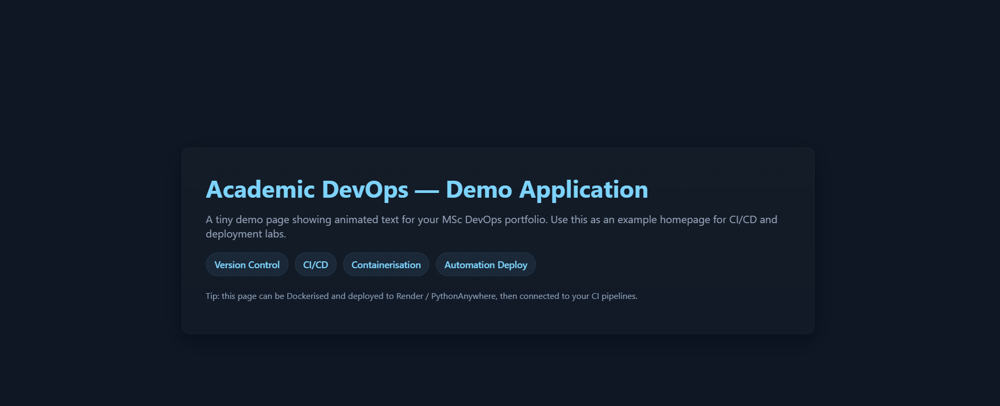 Academic DevOps — Demo Application
A tiny demo page showing animated text for your MSc DevOps portfolio. Use this as an example homepage for CI/CD and
deployment labs.
Version Control CI/CD Containerisation Automation Deploy
Tip: this page can be Dockerised and deployed to Render / PythonAnywhere, then connected to your CI pipelines.